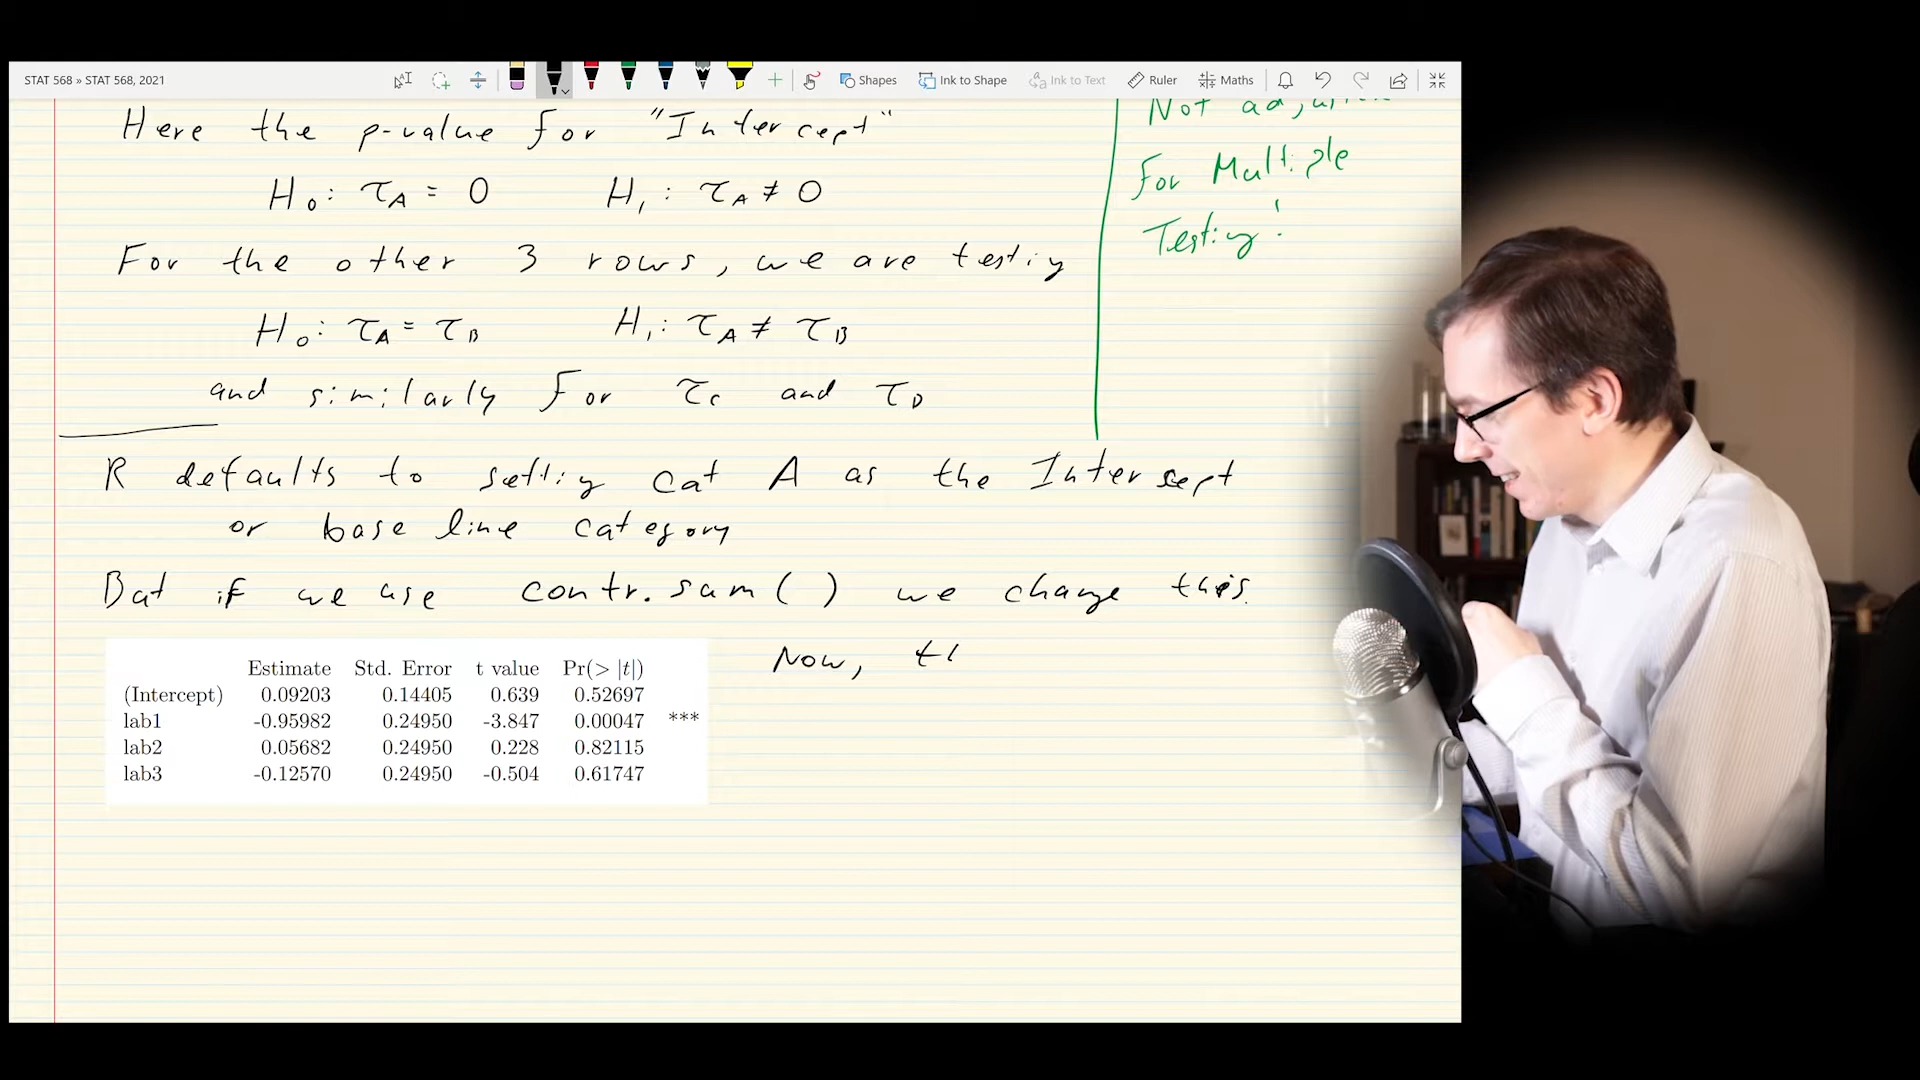 STAT 568 » STAT 568, 2021
Shapes Ink to Shape Ink to Text Ruler Maths
Here the p-value for "Intercept"
H₀: τ_A = 0 H₁: τ_A ≠ 0
For the other 3 rows, we are testing
H₀: τ_A = τ_B H₁: τ_A ≠ τ_B
and similarly for τ_C and τ_D
Not
For Multiple
Testing!
R defaults to setting cat A as the Intercept
or baseline category
But if we use contr.sum() we change this.
Now,
Estimate Std. Error t value Pr(> |t|)
(Intercept) 0.09203 0.14405 0.639 0.52697
lab1 -0.95982 0.24950 -3.847 0.00047 ***
lab2 0.05682 0.24950 0.228 0.82115
lab3 -0.12570 0.24950 -0.504 0.61747